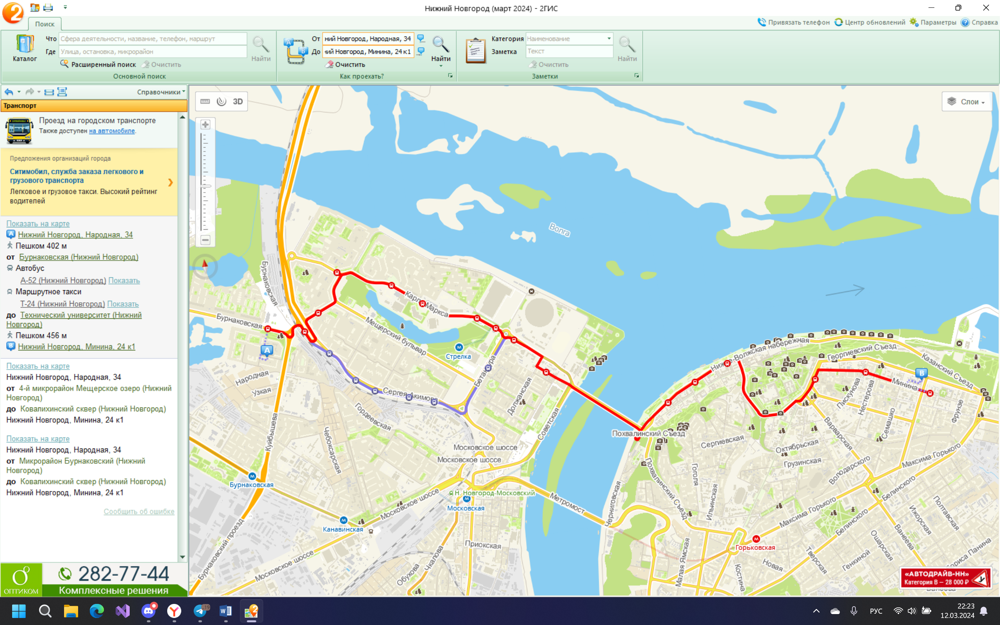 Нижний Новгород (март 2024) - 2ГИС
Поиск
Привязать телефон
Центр обновлений
Параметры
Справка
Каталог
Что
Сфера деятельности, название, телефон, маршрут
Где
Улица, остановка, микрорайон
Расширенный поиск
Очистить
Найти
Основной поиск
От
ний Новгород, Народная, 34
До
ий Новгород, Минина, 24 к1
Очистить
Найти
Как проехать?
Категория
Наименование
Заметка
Текст
Очистить
Найти
Заметки
Справочники
Транспорт
Проезд на городском транспорте
Также доступен на автомобиле.
Предложения организаций города
Ситимобил, служба заказа легкового и
грузового транспорта
Легковое и грузовое такси. Высокий рейтинг
водителей
Показать на карте
A Нижний Новгород, Народная, 34
Пешком 402 м
от Бурнаковская (Нижний Новгород)
Автобус
А-52 (Нижний Новгород) Показать
Маршрутное такси
Т-24 (Нижний Новгород) Показать
до Технический университет (Нижний
Новгород)
Пешком 456 м
B Нижний Новгород, Минина, 24 к1
Показать на карте
Нижний Новгород, Народная, 34
от 4-й микрорайон Мещерское озеро (Нижний
Новгород)
до Ковалихинский сквер (Нижний Новгород)
Нижний Новгород, Минина, 24 к1
Показать на карте
Нижний Новгород, Народная, 34
от Микрорайон Бурнаковский (Нижний
Новгород)
до Ковалихинский сквер (Нижний Новгород)
Нижний Новгород, Минина, 24 к1
Сообщить об ошибке
ОПТИКОМ
282-77-44
Комплексные решения
3D
Слои
Волга
Бурнаковская
Бурнаковская
Карла Маркса
Мещерский бульвар
Стрелка
A
Народная
Узкая
Сергея Акимова
Бетанкура
Должанская
Гордеевская
Советская
Куйбышева
Чебоксарская
Московское шоссе
Московское шоссе
Бурнаковская
Н. Новгород-Московский
Московская
Московское шоссе
Канавинская
Метромост
Бурнаковский проезд
Московское шоссе
Приокская
Чкалова
Обухова
Нижне-Волжская набережная
Георгиевский Съезд
Казанский Съезд
B
Минина
Пискунова
Нестерова
Семашко
Фрунзе
Варварская
Похвалинский Съезд
Сергиевская
Октябрьская
Грузинская
Володарского
Максима Горького
Похвалинский Съезд
Гоголя
Ильинская
Черниговская
Максима Горького
Белинского
Белинского
Полтавская
Ижорская
Ванеева
Ошарская
Горьковская
Малая Ямская
Костина
Новая
Тверская
Генкиной
ориса Панина
«АВТОДРАЙВ-НН»
Категория В — 28 000 ₽
19
РУС
22:23
12.03.2024